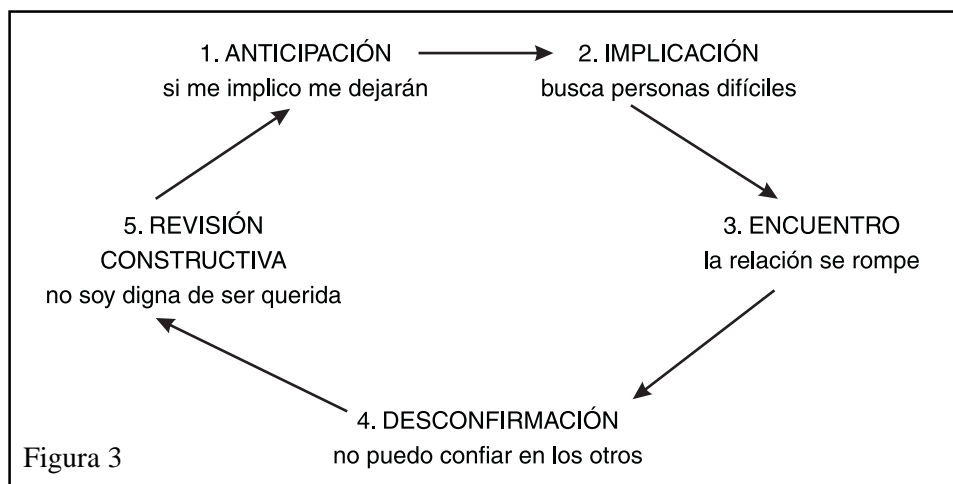 1. ANTICIPACIÓN
si me implico me dejarán
2. IMPLICACIÓN
busca personas difíciles
3. ENCUENTRO
la relación se rompe
4. DESCONFIRMACIÓN
no puedo confiar en los otros
5. REVISIÓN
CONSTRUCTIVA
no soy digna de ser querida
Figura 3